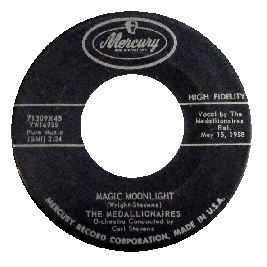 Mercury
HIGH FIDELITY
71309X45
YW16935
Pure Music
(BMI) 2:24
Vocal by The
Medallionaires
Rel.
May 15, 1958
MAGIC MOONLIGHT
(Wright-Stevens)
THE MEDALLIONAIRES
Orchestra Conducted by
Carl Stevens
MERCURY RECORD CORPORATION, MADE IN U.S.A.